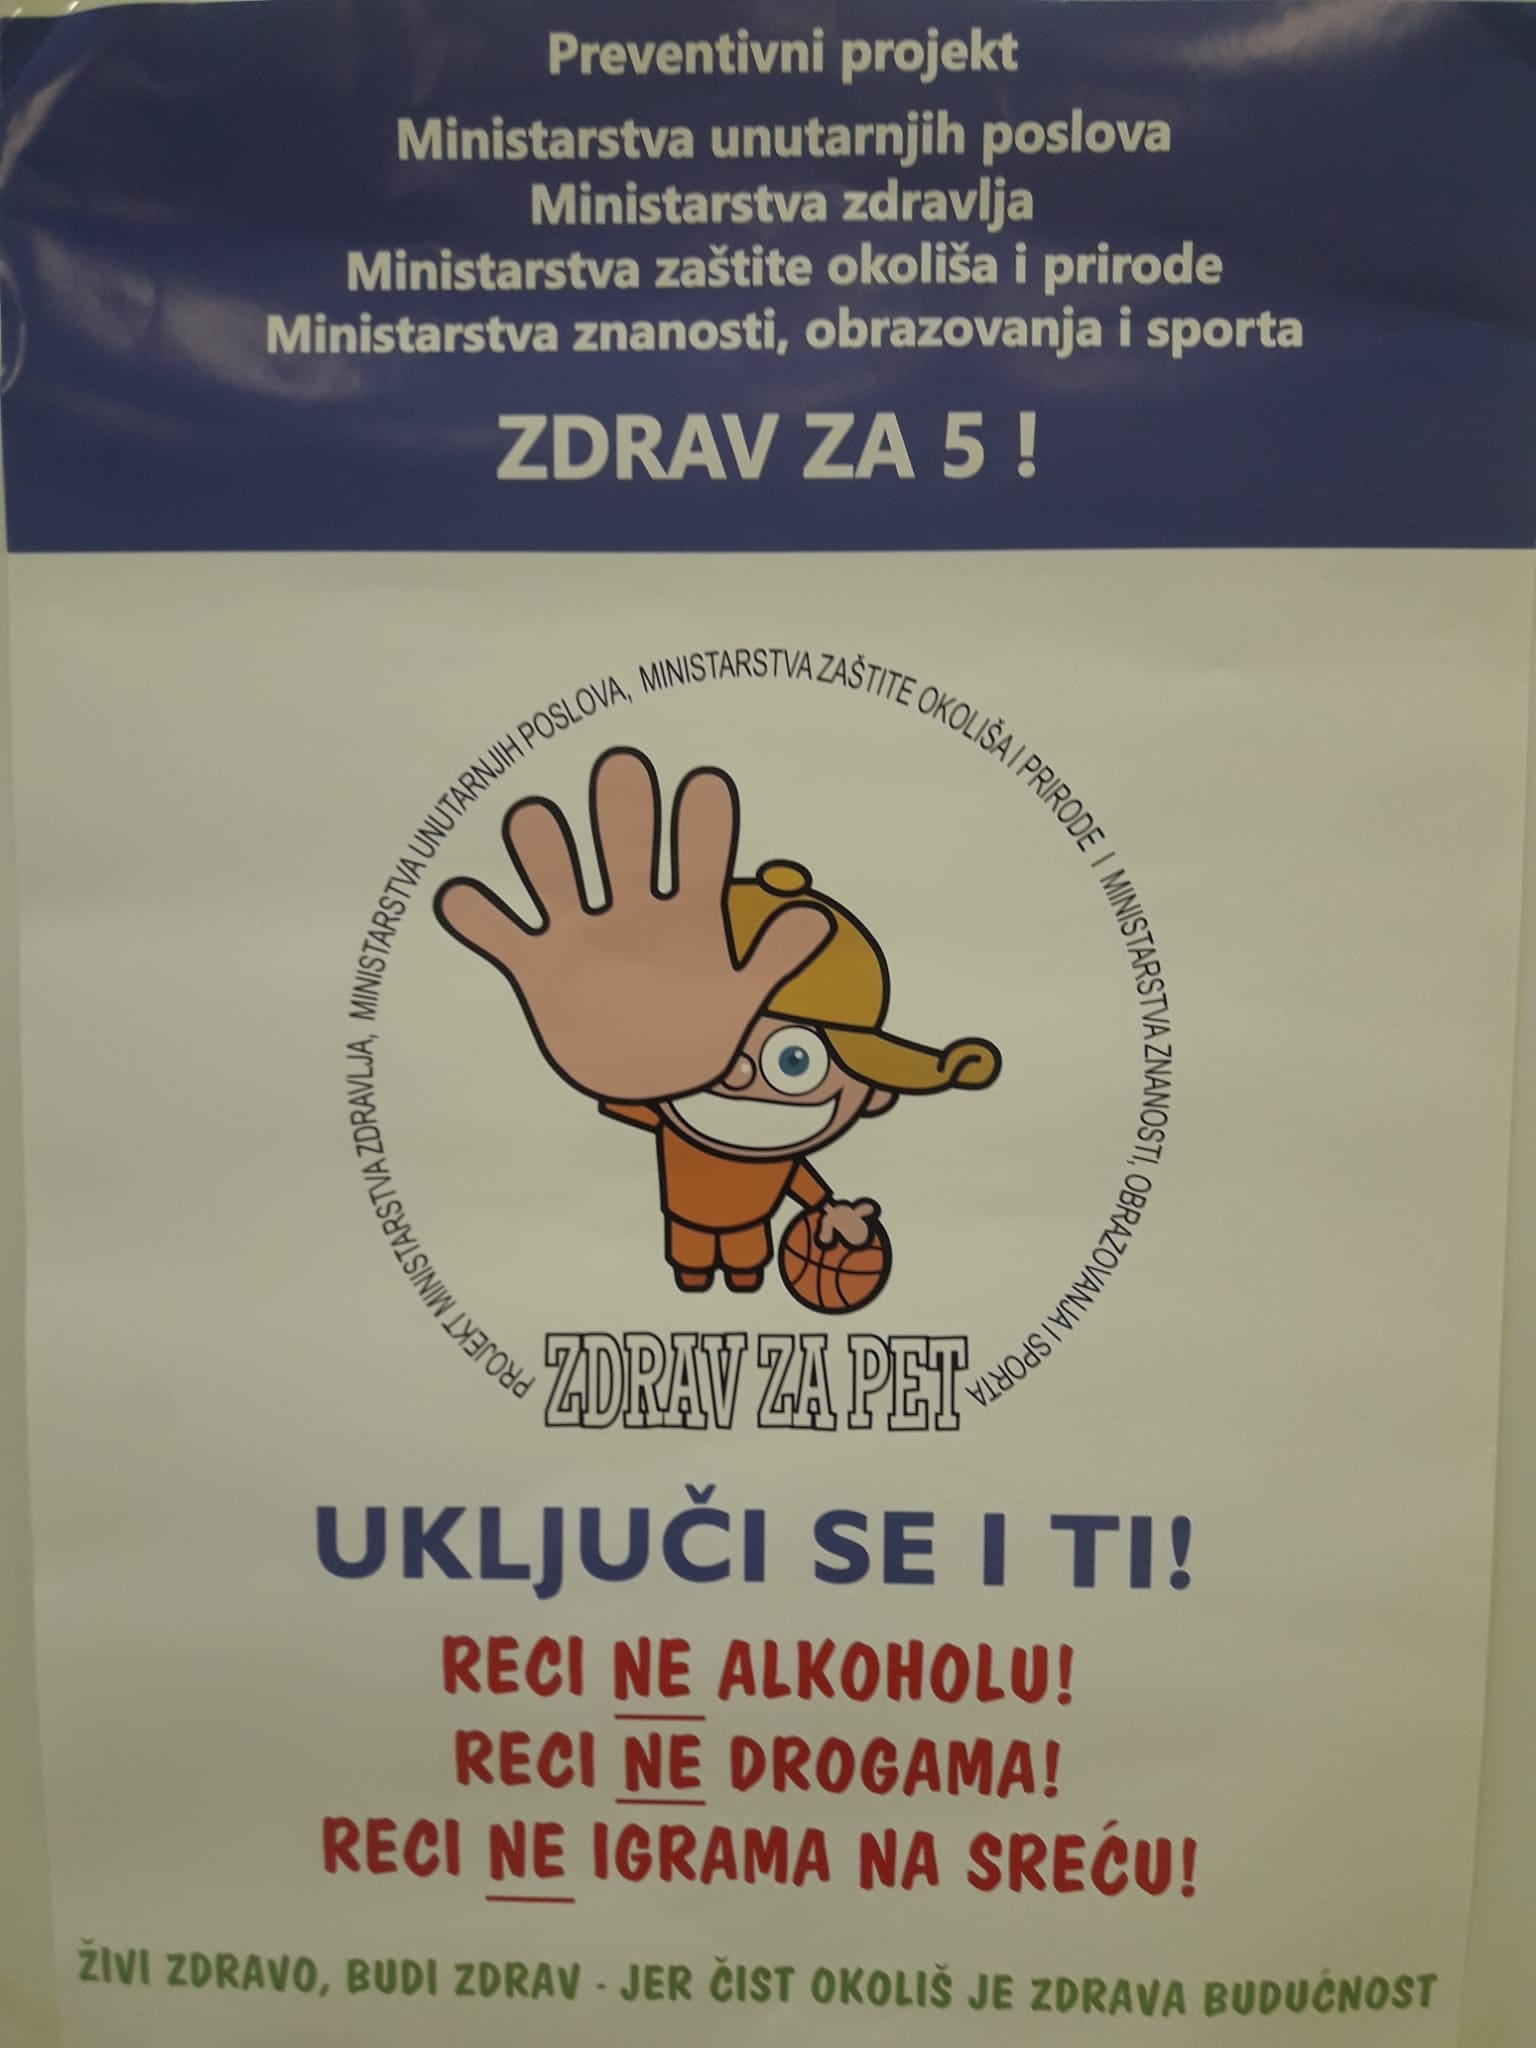 Preventivni projekt
Ministarstva unutarnjih poslova
Ministarstva zdravlja
Ministarstva zaštite okoliša i prirode
Ministarstva znanosti, obrazovanja i sporta
ZDRAV ZA 5 !
PROJEKT MINISTARSTVA ZDRAVLJA, MINISTARSTVA UNUTARNJIH POSLOVA, MINISTARSTVA ZAŠTITE OKOLIŠA I PRIRODE I MINISTARSTVA ZNANOSTI, OBRAZOVANJA I SPORTA
ZDRAV ZA PET
UKLJUČI SE I TI!
RECI NE ALKOHOLU!
RECI NE DROGAMA!
RECI NE IGRAMA NA SREĆU!
ŽIVI ZDRAVO, BUDI ZDRAV - JER ČIST OKOLIŠ JE ZDRAVA BUDUĆNOST